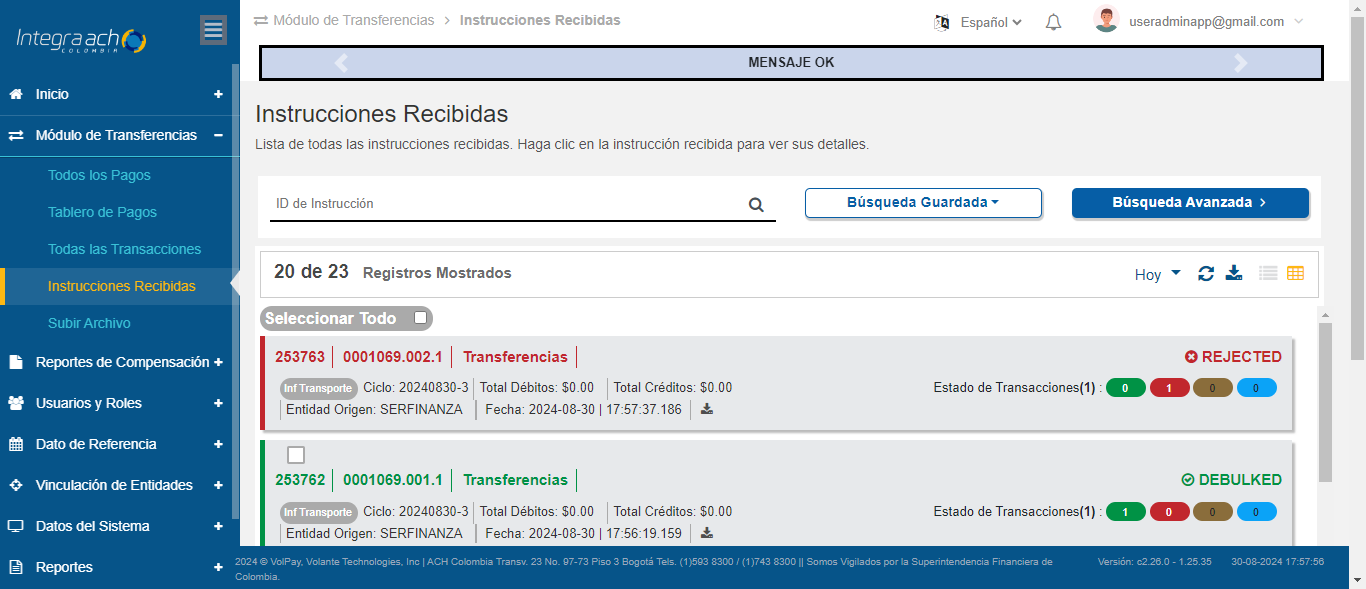 Integra ach
COLOMBIA
Módulo de Transferencias > Instrucciones Recibidas
Español
useradminapp@gmail.com
MENSAJE OK
Inicio +
Módulo de Transferencias −
Todos los Pagos
Tablero de Pagos
Todas las Transacciones
Instrucciones Recibidas
Subir Archivo
Reportes de Compensación +
Usuarios y Roles +
Dato de Referencia +
Vinculación de Entidades +
Datos del Sistema +
Reportes +
Instrucciones Recibidas
Lista de todas las instrucciones recibidas. Haga clic en la instrucción recibida para ver sus detalles.
ID de Instrucción
Búsqueda Guardada
Búsqueda Avanzada >
20 de 23 Registros Mostrados
Hoy
Seleccionar Todo
253763 | 0001069.002.1 | Transferencias |
REJECTED
Inf Transporte Ciclo: 20240830-3 | Total Débitos: $0.00 | Total Créditos: $0.00
Estado de Transacciones(1) : 0 1 0 0
| Entidad Origen: SERFINANZA | Fecha: 2024-08-30 | 17:57:37.186 |
253762 | 0001069.001.1 | Transferencias |
DEBULKED
Inf Transporte Ciclo: 20240830-3 | Total Débitos: $0.00 | Total Créditos: $0.00
Estado de Transacciones(1) : 1 0 0 0
| Entidad Origen: SERFINANZA | Fecha: 2024-08-30 | 17:56:19.159 |
2024 © VolPay, Volante Technologies, Inc | ACH Colombia Transv. 23 No. 97-73 Piso 3 Bogotá Tels. (1)593 8300 / (1)743 8300 || Somos Vigilados por la Superintendencia Financiera de
Colombia.
Versión: c2.26.0 - 1.25.35
30-08-2024 17:57:56